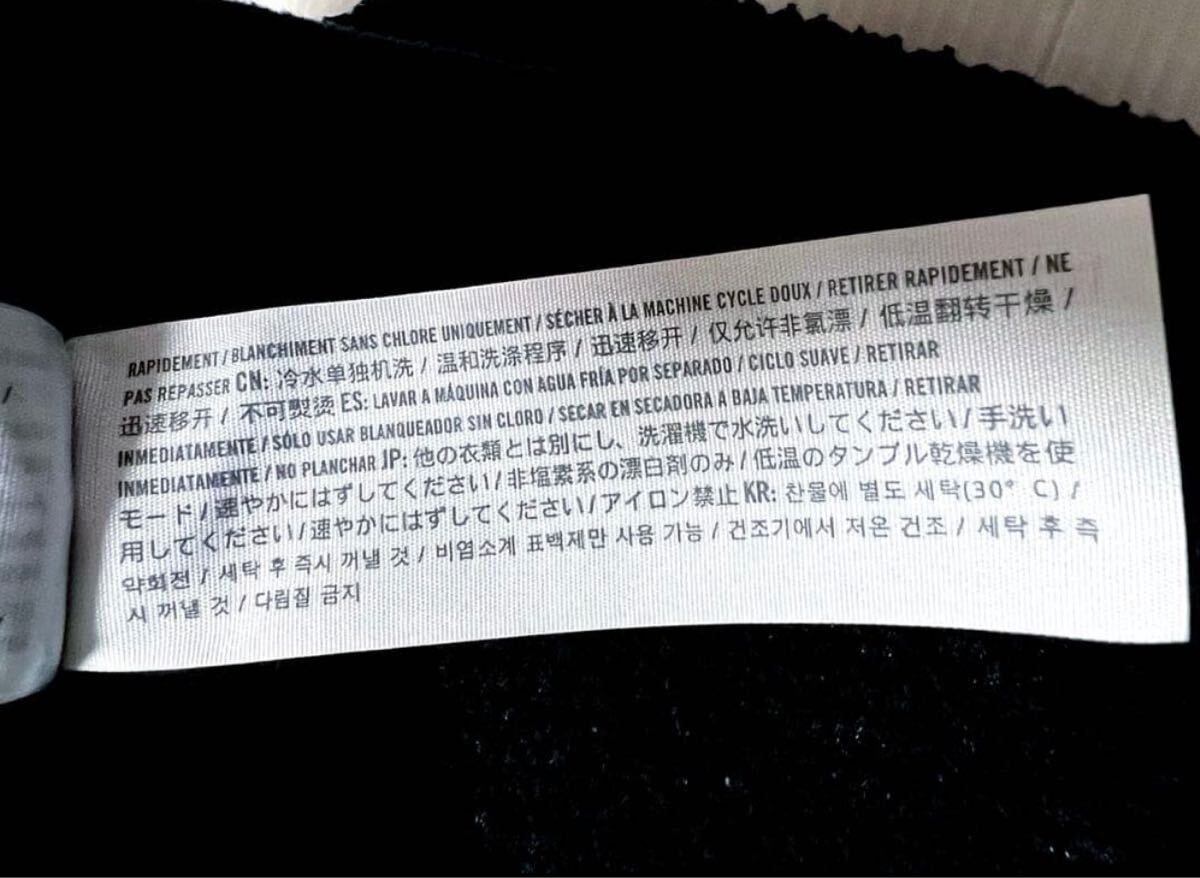 RAPIDEMENT / BLANCHIMENT SANS CHLORE UNIQUEMENT / SÉCHER À LA MACHINE CYCLE DOUX / RETIRER RAPIDEMENT / NE
PAS REPASSER CN: 冷水单独机洗 / 温和洗涤程序 / 迅速移开 / 仅允许非氯漂 / 低温翻转干燥 /
迅速移开 / 不可熨烫 ES: LAVAR A MÁQUINA CON AGUA FRÍA POR SEPARADO / CICLO SUAVE / RETIRAR
INMEDIATAMENTE / SÓLO USAR BLANQUEADOR SIN CLORO / SECAR EN SECADORA A BAJA TEMPERATURA / RETIRAR
INMEDIATAMENTE / NO PLANCHAR JP: 他の衣類とは別にし、洗濯機で水洗いしてください/手洗い
モード/速やかにはずしてください/非塩素系の漂白剤のみ/低温のタンブル乾燥機を使
用してください/速やかにはずしてください/アイロン禁止 KR: 찬물에 별도 세탁(30° C) /
약회전 / 세탁 후 즉시 꺼낼 것 / 비염소계 표백제만 사용 가능 / 건조기에서 저온 건조 / 세탁 후 즉
시 꺼낼 것 / 다림질 금지